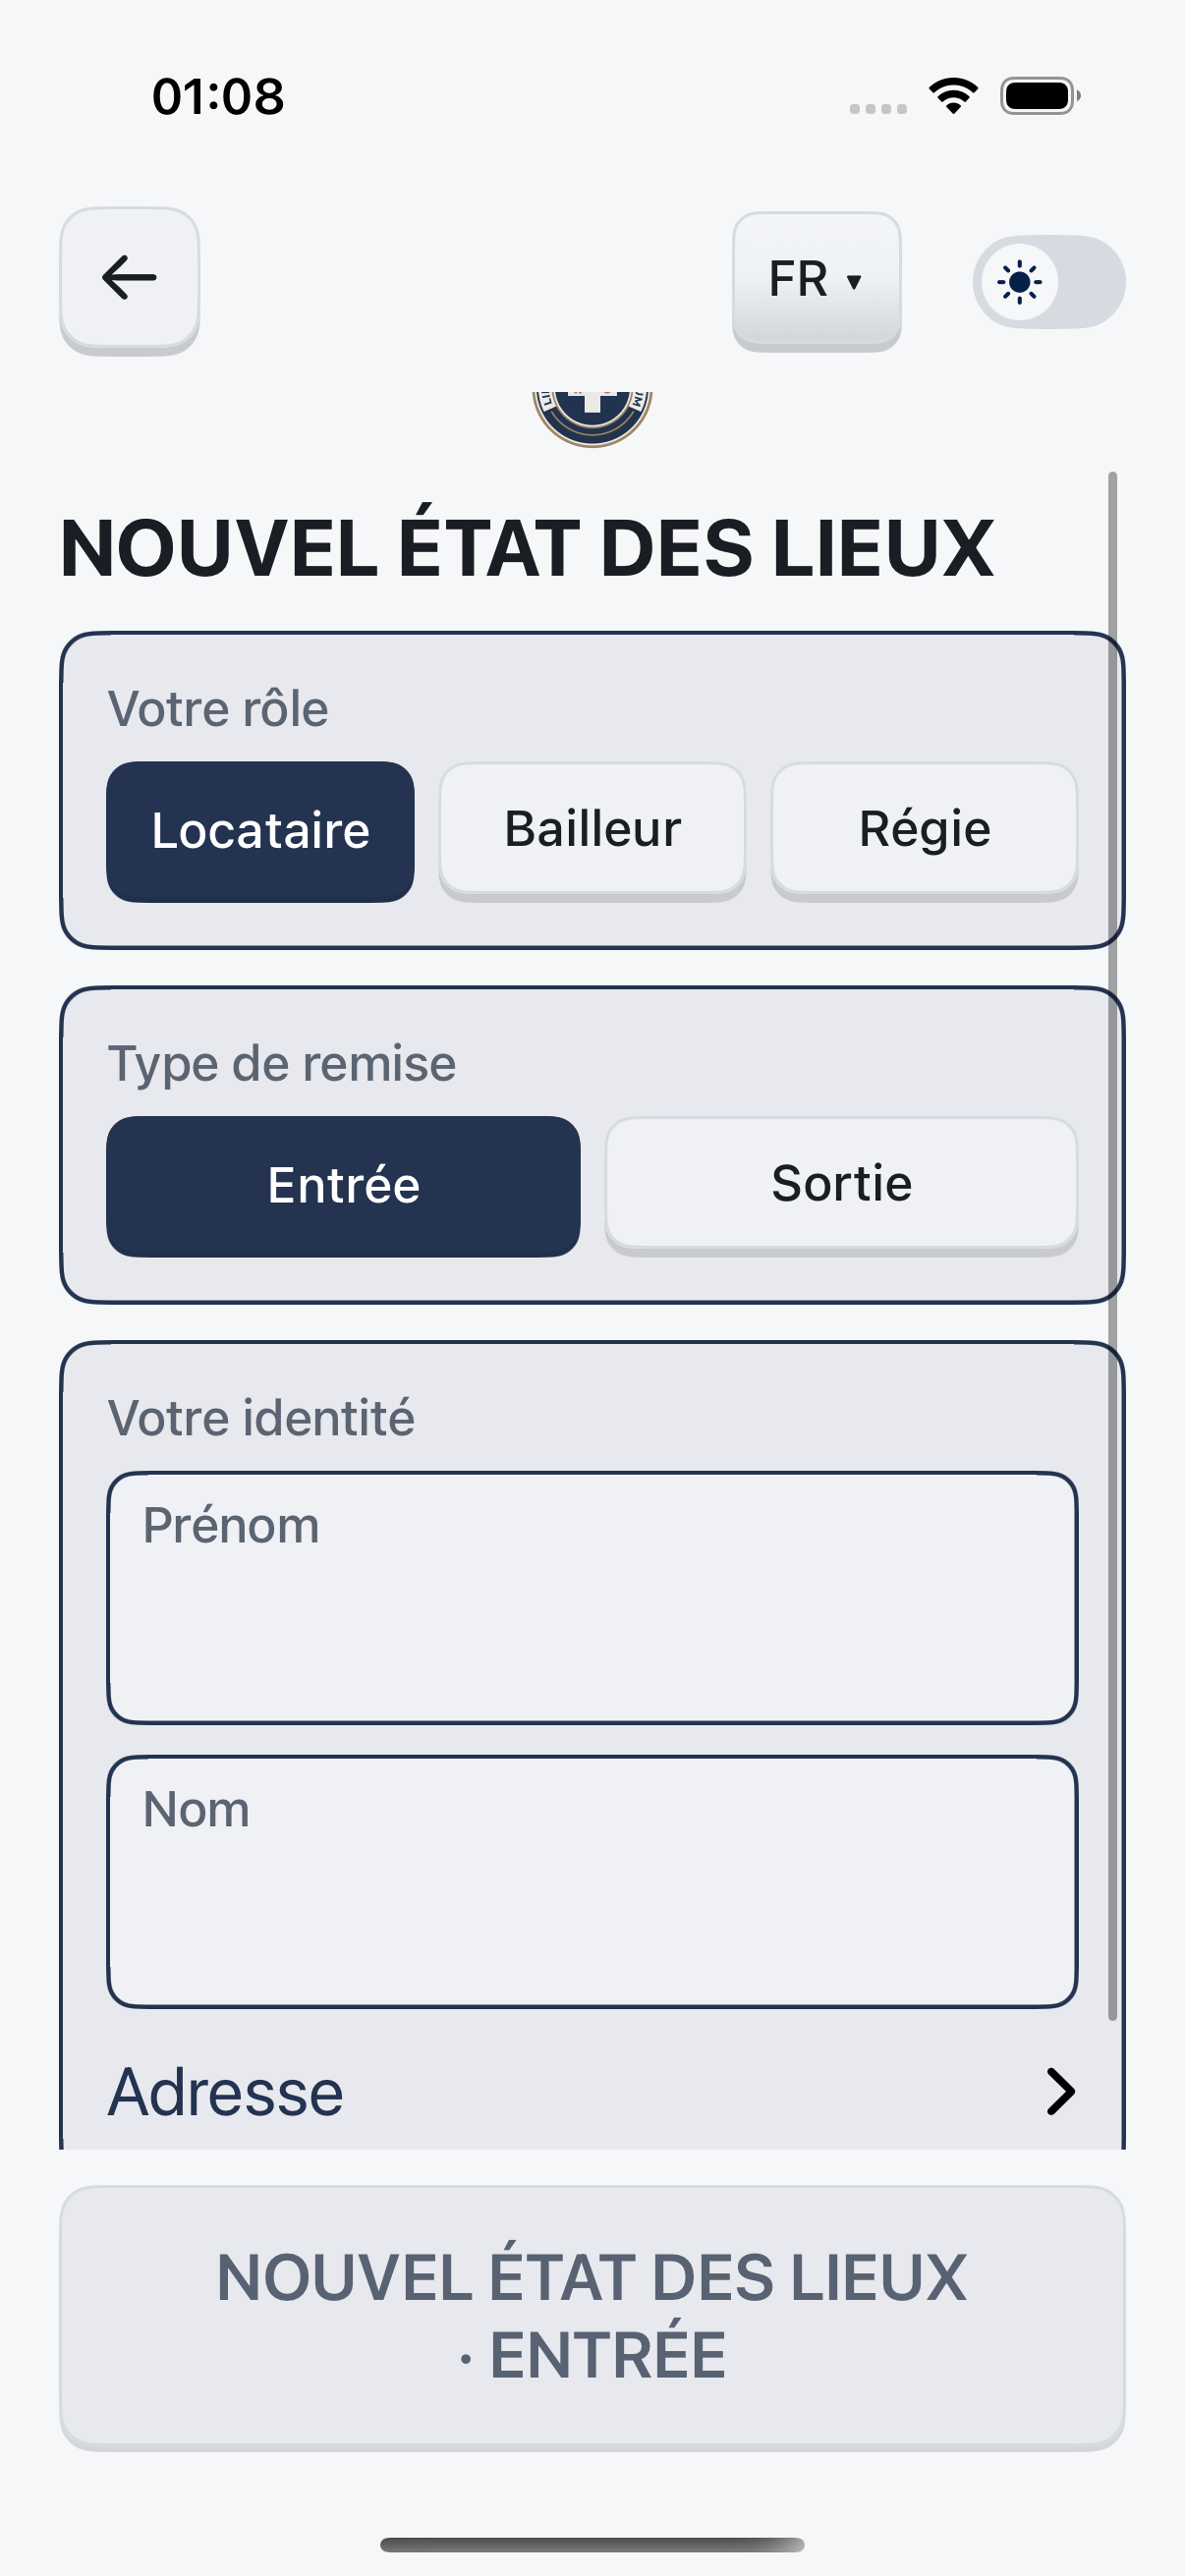 01:08
FR ▼
NOUVEL ÉTAT DES LIEUX
Votre rôle
Locataire
Bailleur
Régie
Type de remise
Entrée
Sortie
Votre identité
Prénom
Nom
Adresse
NOUVEL ÉTAT DES LIEUX
· ENTRÉE